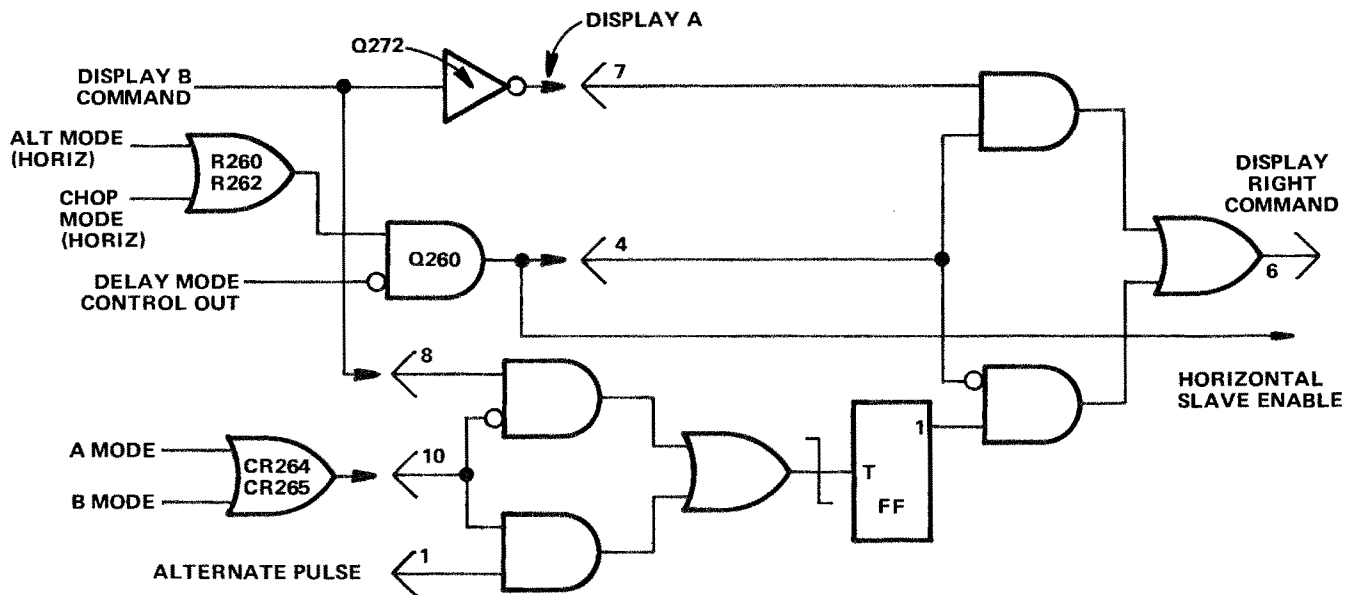 DISPLAY A
Q272
DISPLAY B
COMMAND
7
ALT MODE
(HORIZ)
R260
R262
CHOP
MODE
(HORIZ)
DISPLAY
RIGHT
COMMAND
Q260
4
6
DELAY MODE
CONTROL OUT
8
HORIZONTAL
SLAVE ENABLE
1
A MODE
CR264
CR265
10
B MODE
T
FF
1
ALTERNATE PULSE